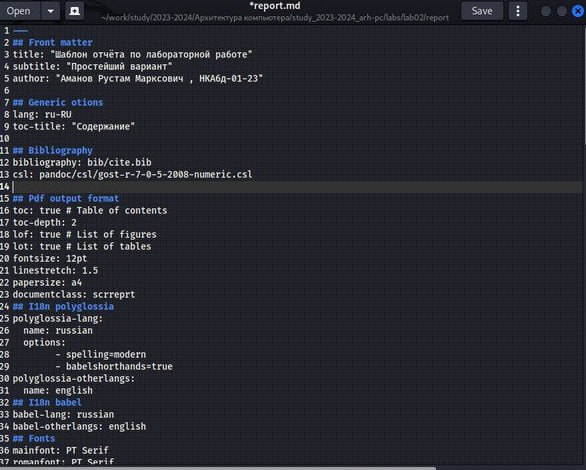 Open
*report.md
~/work/study/2023-2024/Архитектура компьютера/study_2023-2024_arh-pc/labs/lab02/report
Save
1 ---
2 ## Front matter
3 title: "Шаблон отчёта по лабораторной работе"
4 subtitle: "Простейший вариант"
5 author: "Аманов Рустам Марксович , НКАбд-01-23"
6
7 ## Generic otions
8 lang: ru-RU
9 toc-title: "Содержание"
10
11 ## Bibliography
12 bibliography: bib/cite.bib
13 csl: pandoc/csl/gost-r-7-0-5-2008-numeric.csl
14
15 ## Pdf output format
16 toc: true # Table of contents
17 toc-depth: 2
18 lof: true # List of figures
19 lot: true # List of tables
20 fontsize: 12pt
21 linestretch: 1.5
22 papersize: a4
23 documentclass: scrreprt
24 ## I18n polyglossia
25 polyglossia-lang:
26   name: russian
27   options:
28         - spelling=modern
29         - babelshorthands=true
30 polyglossia-otherlangs:
31   name: english
32 ## I18n babel
33 babel-lang: russian
34 babel-otherlangs: english
35 ## Fonts
36 mainfont: PT Serif
37 romanfont: PT Serif